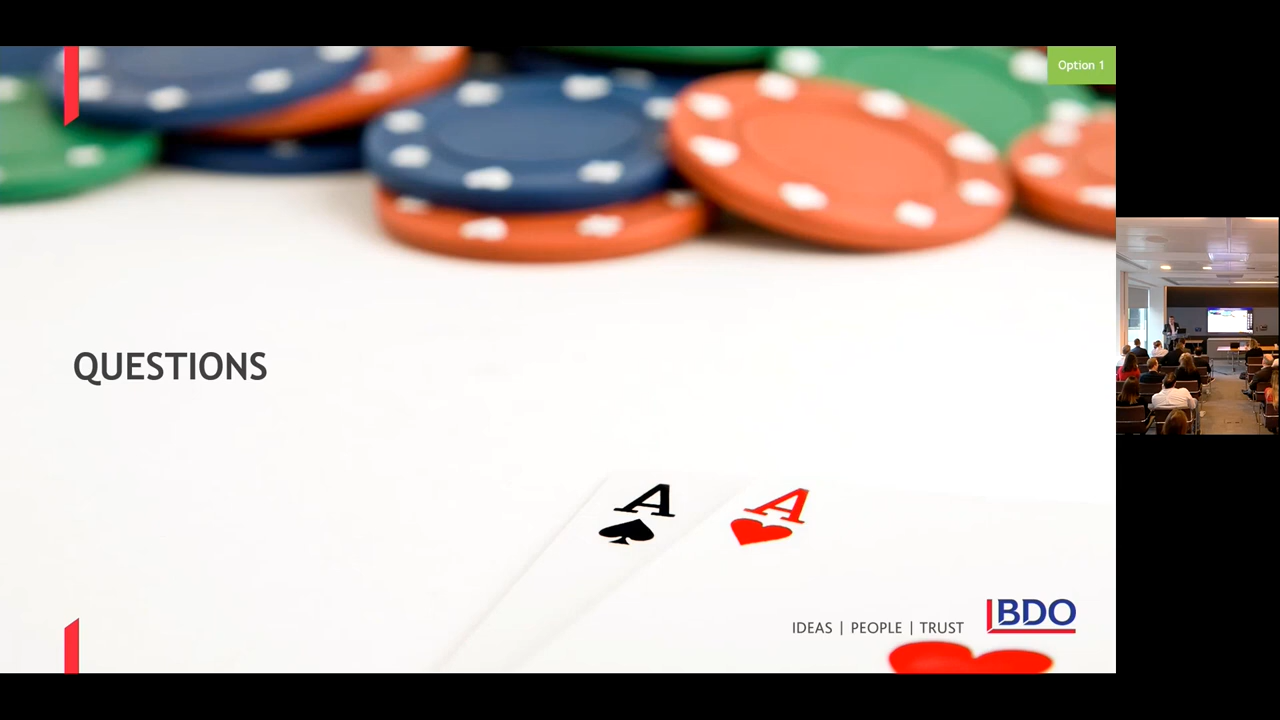 Option 1
QUESTIONS
A A
IDEAS | PEOPLE | TRUST
BDO